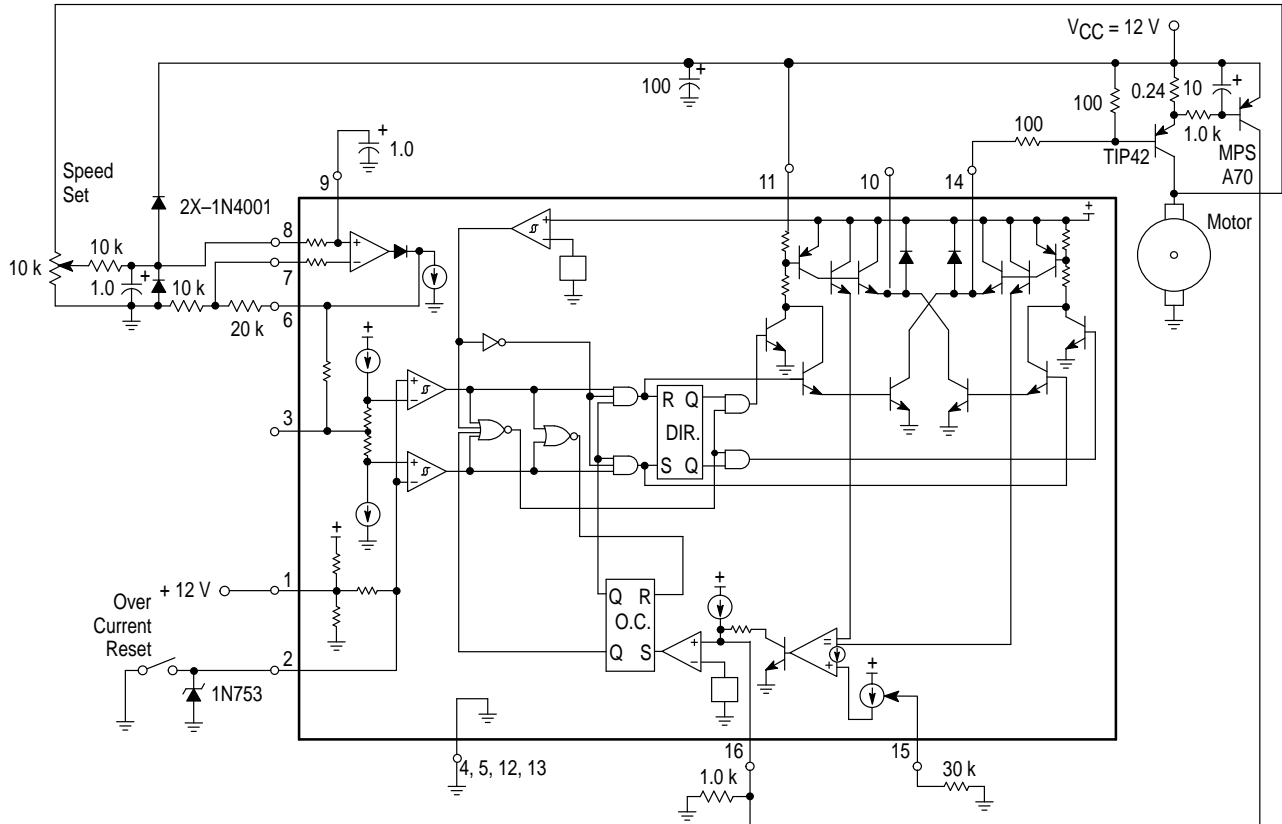 VCC = 12 V
100
+
0.24
10
+
100
100
1.0 k
TIP42
MPS
A70
+
1.0
Speed
Set
2X–1N4001
9
11
10
14
Motor
+
10 k
8
7
6
10 k
1.0
+
10 k
20 k
+
–
+
–
+
3
+
–
+
–
R Q
DIR.
S Q
+
+ 12 V
1
Over
Current
Reset
2
1N753
Q R
O.C.
Q S
+
–
+
=
+
+
4, 5, 12, 13
16
15
1.0 k
30 k